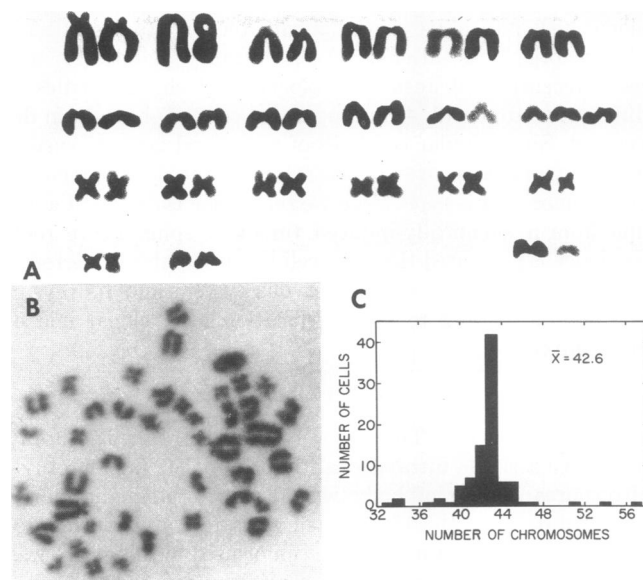 A
B
C
NUMBER OF CELLS
40
30
20
10
0
X̄ = 42.6
32 36 40 44 48 52 56
NUMBER OF CHROMOSOMES